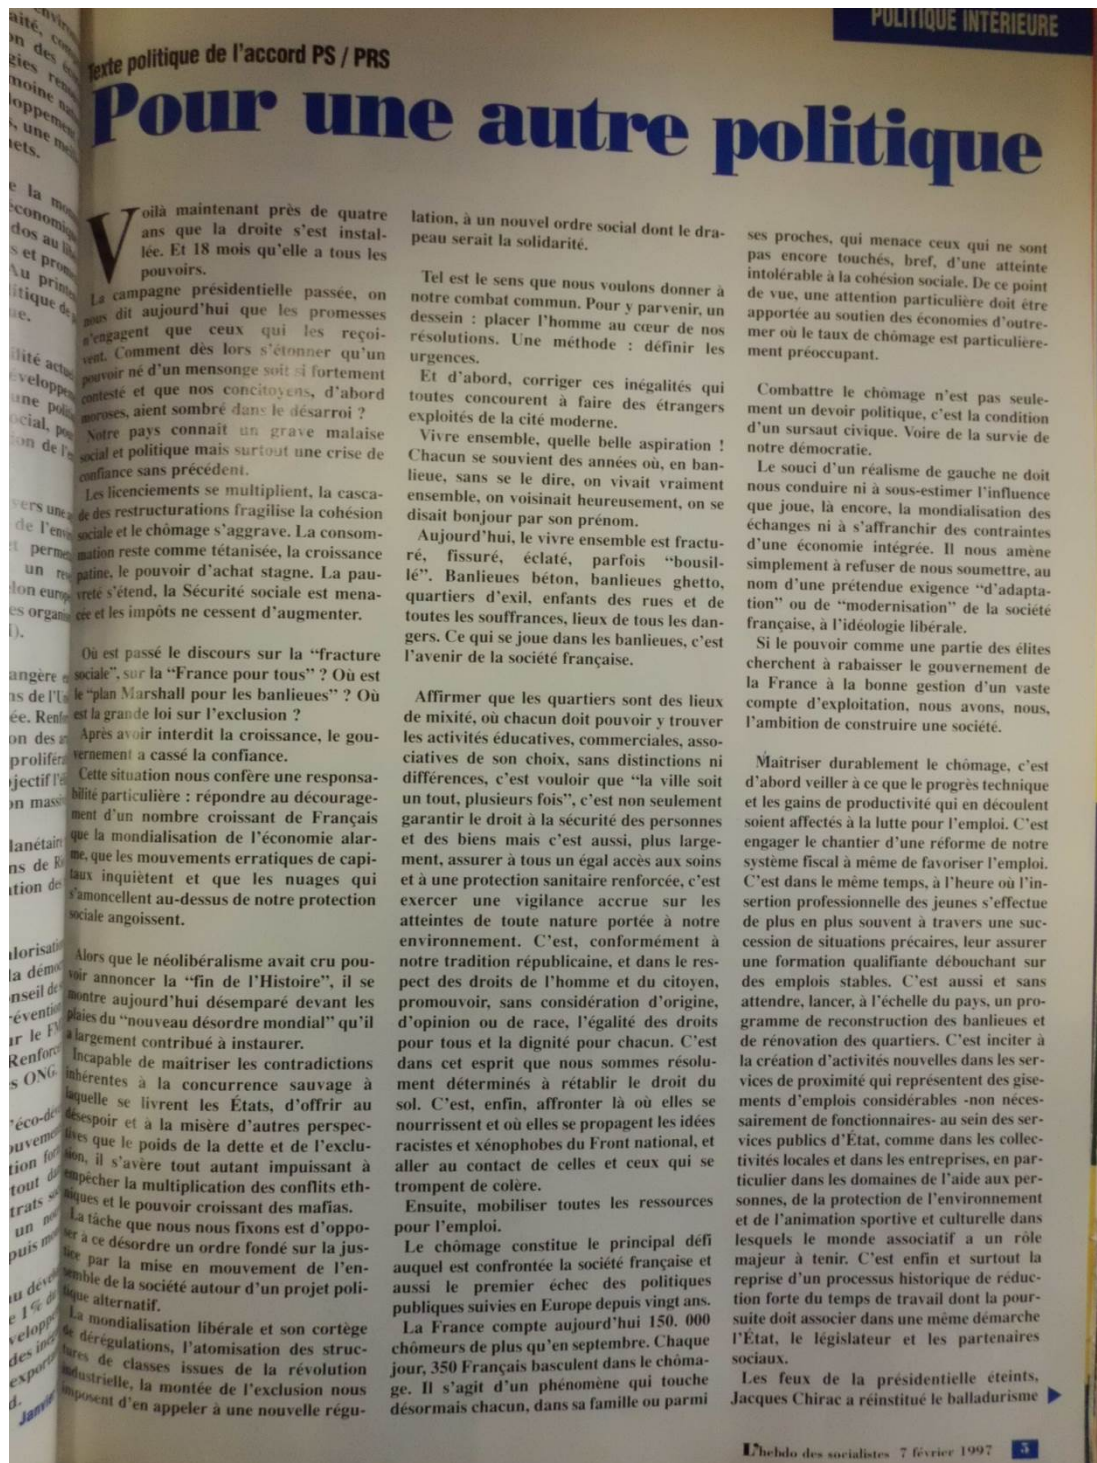 POLITIQUE INTÉRIEURE
Texte politique de l'accord PS / PRS
Pour une autre politique
Voilà maintenant près de quatre
ans que la droite s'est instal-
lée. Et 18 mois qu'elle a tous les
pouvoirs.
La campagne présidentielle passée, on
nous dit aujourd'hui que les promesses
n'engagent que ceux qui les reçoi-
vent. Comment dès lors s'étonner qu'un
pouvoir né d'un mensonge soit si fortement
contesté et que nos concitoyens, d'abord
moroses, aient sombré dans le désarroi ?
Notre pays connaît un grave malaise
social et politique mais surtout une crise de
confiance sans précédent.
Les licenciements se multiplient, la casca-
de des restructurations fragilise la cohésion
sociale et le chômage s'aggrave. La consom-
mation reste comme tétanisée, la croissance
patine, le pouvoir d'achat stagne. La pau-
vreté s'étend, la Sécurité sociale est mena-
cée et les impôts ne cessent d'augmenter.
Où est passé le discours sur la “fracture
sociale”, sur la “France pour tous” ? Où est
le “plan Marshall pour les banlieues” ? Où
est la grande loi sur l'exclusion ?
Après avoir interdit la croissance, le gou-
vernement a cassé la confiance.
Cette situation nous confère une responsa-
bilité particulière : répondre au décourage-
ment d'un nombre croissant de Français
que la mondialisation de l'économie alar-
me, que les mouvements erratiques de capi-
taux inquiètent et que les nuages qui
s'amoncellent au-dessus de notre protection
sociale angoissent.
Alors que le néolibéralisme avait cru pou-
voir annoncer la “fin de l'Histoire”, il se
montre aujourd'hui désemparé devant les
plaies du “nouveau désordre mondial” qu'il
a largement contribué à instaurer.
Incapable de maîtriser les contradictions
inhérentes à la concurrence sauvage à
laquelle se livrent les États, d'offrir au
désespoir et à la misère d'autres perspec-
tives que le poids de la dette et de l'exclu-
sion, il s'avère tout autant impuissant à
empêcher la multiplication des conflits eth-
niques et le pouvoir croissant des mafias.
La tâche que nous nous fixons est d'oppo-
ser à ce désordre un ordre fondé sur la jus-
tice par la mise en mouvement de l'en-
semble de la société autour d'un projet poli-
tique alternatif.
La mondialisation libérale et son cortège
de dérégulations, l'atomisation des struc-
tures de classes issues de la révolution
industrielle, la montée de l'exclusion nous
imposent d'en appeler à une nouvelle régu-
lation, à un nouvel ordre social dont le dra-
peau serait la solidarité.
Tel est le sens que nous voulons donner à
notre combat commun. Pour y parvenir, un
dessein : placer l'homme au cœur de nos
résolutions. Une méthode : définir les
urgences.
Et d'abord, corriger ces inégalités qui
toutes concourent à faire des étrangers
exploités de la cité moderne.
Vivre ensemble, quelle belle aspiration !
Chacun se souvient des années où, en ban-
lieue, sans se le dire, on vivait vraiment
ensemble, on voisinait heureusement, on se
disait bonjour par son prénom.
Aujourd'hui, le vivre ensemble est fractu-
ré, fissuré, éclaté, parfois “bousil-
lé”. Banlieues béton, banlieues ghetto,
quartiers d'exil, enfants des rues et de
toutes les souffrances, lieux de tous les dan-
gers. Ce qui se joue dans les banlieues, c'est
l'avenir de la société française.
Affirmer que les quartiers sont des lieux
de mixité, où chacun doit pouvoir y trouver
les activités éducatives, commerciales, asso-
ciatives de son choix, sans distinctions ni
différences, c'est vouloir que “la ville soit
un tout, plusieurs fois”, c'est non seulement
garantir le droit à la sécurité des personnes
et des biens mais c'est aussi, plus large-
ment, assurer à tous un égal accès aux soins
et à une protection sanitaire renforcée, c'est
exercer une vigilance accrue sur les
atteintes de toute nature portée à notre
environnement. C'est, conformément à
notre tradition républicaine, et dans le res-
pect des droits de l'homme et du citoyen,
promouvoir, sans considération d'origine,
d'opinion ou de race, l'égalité des droits
pour tous et la dignité pour chacun. C'est
dans cet esprit que nous sommes résolu-
ment déterminés à rétablir le droit du
sol. C'est, enfin, affronter là où elles se
nourrissent et où elles se propagent les idées
racistes et xénophobes du Front national, et
aller au contact de celles et ceux qui se
trompent de colère.
Ensuite, mobiliser toutes les ressources
pour l'emploi.
Le chômage constitue le principal défi
auquel est confrontée la société française et
aussi le premier échec des politiques
publiques suivies en Europe depuis vingt ans.
La France compte aujourd'hui 150. 000
chômeurs de plus qu'en septembre. Chaque
jour, 350 Français basculent dans le chôma-
ge. Il s'agit d'un phénomène qui touche
désormais chacun, dans sa famille ou parmi
ses proches, qui menace ceux qui ne sont
pas encore touchés, bref, d'une atteinte
intolérable à la cohésion sociale. De ce point
de vue, une attention particulière doit être
apportée au soutien des économies d'outre-
mer où le taux de chômage est particulière-
ment préoccupant.
Combattre le chômage n'est pas seule-
ment un devoir politique, c'est la condition
d'un sursaut civique. Voire de la survie de
notre démocratie.
Le souci d'un réalisme de gauche ne doit
nous conduire ni à sous-estimer l'influence
que joue, là encore, la mondialisation des
échanges ni à s'affranchir des contraintes
d'une économie intégrée. Il nous amène
simplement à refuser de nous soumettre, au
nom d'une prétendue exigence “d'adapta-
tion” ou de “modernisation” de la société
française, à l'idéologie libérale.
Si le pouvoir comme une partie des élites
cherchent à rabaisser le gouvernement de
la France à la bonne gestion d'un vaste
compte d'exploitation, nous avons, nous,
l'ambition de construire une société.
Maîtriser durablement le chômage, c'est
d'abord veiller à ce que le progrès technique
et les gains de productivité qui en découlent
soient affectés à la lutte pour l'emploi. C'est
engager le chantier d'une réforme de notre
système fiscal à même de favoriser l'emploi.
C'est dans le même temps, à l'heure où l'in-
sertion professionnelle des jeunes s'effectue
de plus en plus souvent à travers une suc-
cession de situations précaires, leur assurer
une formation qualifiante débouchant sur
des emplois stables. C'est aussi et sans
attendre, lancer, à l'échelle du pays, un pro-
gramme de reconstruction des banlieues et
de rénovation des quartiers. C'est inciter à
la création d'activités nouvelles dans les ser-
vices de proximité qui représentent des gise-
ments d'emplois considérables -non néces-
sairement de fonctionnaires- au sein des ser-
vices publics d'État, comme dans les collec-
tivités locales et dans les entreprises, en par-
ticulier dans les domaines de l'aide aux per-
sonnes, de la protection de l'environnement
et de l'animation sportive et culturelle dans
lesquels le monde associatif a un rôle
majeur à tenir. C'est enfin et surtout la
reprise d'un processus historique de réduc-
tion forte du temps de travail dont la pour-
suite doit associer dans une même démarche
l'État, le législateur et les partenaires
sociaux.
Les feux de la présidentielle éteints,
Jacques Chirac a réinstitué le balladurisme
L'hebdo des socialistes 7 février 1997 5